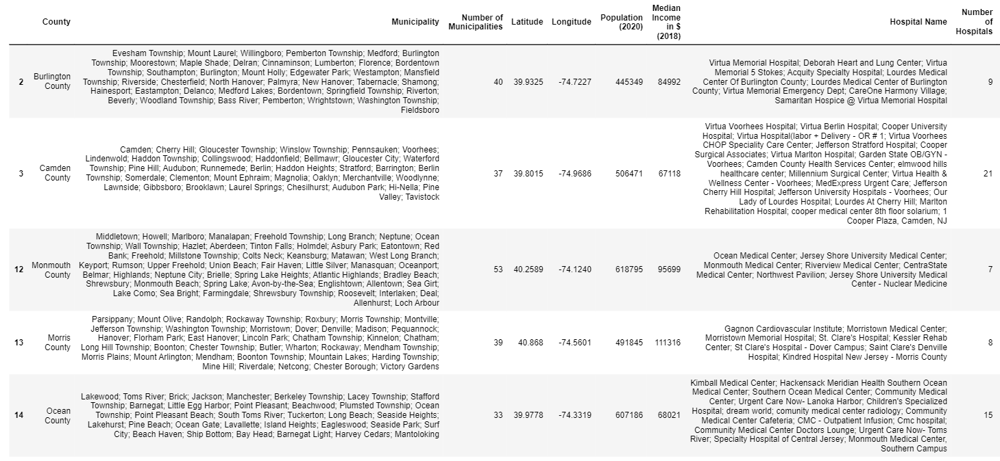 County Municipality Number of Municipalities Latitude Longitude Population (2020) Median Income in $ (2018) Hospital Name Number of Hospitals
2 Burlington County
Evesham Township; Mount Laurel; Willingboro; Pemberton Township; Medford; Burlington
Township; Moorestown; Maple Shade; Delran; Cinnaminson; Lumberton; Florence; Bordentown
Township; Southampton; Burlington; Mount Holly; Edgewater Park; Westampton; Mansfield
Township; Riverside; Chesterfield; North Hanover; Palmyra; New Hanover; Tabernacle; Shamong;
Hainesport; Eastampton; Delanco; Medford Lakes; Bordentown; Springfield Township; Riverton;
Beverly; Woodland Township; Bass River; Pemberton; Wrightstown; Washington Township;
Fieldsboro
40 39.9325 -74.7227 445349 84992
Virtua Memorial Hospital; Deborah Heart and Lung Center; Virtua
Memorial 5 Stokes; Acquity Specialty Hospital; Lourdes Medical
Center Of Burlington County; Lourdes Medical Center of Burlington
County; Virtua Memorial Emergency Dept; CareOne Harmony Village;
Samaritan Hospice @ Virtua Memorial Hospital
9
3 Camden County
Camden; Cherry Hill; Gloucester Township; Winslow Township; Pennsauken; Voorhees;
Lindenwold; Haddon Township; Collingswood; Haddonfield; Bellmawr; Gloucester City; Waterford
Township; Pine Hill; Audubon; Runnemede; Berlin; Haddon Heights; Stratford; Barrington; Berlin
Township; Somerdale; Clementon; Mount Ephraim; Magnolia; Oaklyn; Merchantville; Woodlynne;
Lawnside; Gibbsboro; Brooklawn; Laurel Springs; Chesilhurst; Audubon Park; Hi-Nella; Pine
Valley; Tavistock
37 39.8015 -74.9686 506471 67118
Virtua Voorhees Hospital; Virtua Berlin Hospital; Cooper University
Hospital; Virtua Hospital(labor + Delivery - OR # 1; Virtua Voorhees
CHOP Speciality Care Center; Jefferson Stratford Hospital; Cooper
Surgical Associates; Virtua Marlton Hospital; Garden State OB/GYN -
Voorhees; Camden County Health Services Center; elmwood hills
healthcare center; Millennium Surgical Center; Virtua Health &
Wellness Center - Voorhees; MedExpress Urgent Care; Jefferson
Cherry Hill Hospital; Jefferson University Hospitals - Voorhees; Our
Lady of Lourdes Hospital; Lourdes At Cherry Hill; Marlton
Rehabilitation Hospital; cooper medical center 8th floor solarium; 1
Cooper Plaza, Camden, NJ
21
12 Monmouth County
Middletown; Howell; Marlboro; Manalapan; Freehold Township; Long Branch; Neptune; Ocean
Township; Wall Township; Hazlet; Aberdeen; Tinton Falls; Holmdel; Asbury Park; Eatontown; Red
Bank; Freehold; Millstone Township; Colts Neck; Keansburg; Matawan; West Long Branch;
Keyport; Rumson; Upper Freehold; Union Beach; Fair Haven; Little Silver; Manasquan; Oceanport;
Belmar; Highlands; Neptune City; Brielle; Spring Lake Heights; Atlantic Highlands; Bradley Beach;
Shrewsbury; Monmouth Beach; Spring Lake; Avon-by-the-Sea; Englishtown; Allentown; Sea Girt;
Lake Como; Sea Bright; Farmingdale; Shrewsbury Township; Roosevelt; Interlaken; Deal;
Allenhurst; Loch Arbour
53 40.2589 -74.1240 618795 95699
Ocean Medical Center; Jersey Shore University Medical Center;
Monmouth Medical Center; Riverview Medical Center; CentraState
Medical Center; Northwest Pavilion; Jersey Shore University Medical
Center - Nuclear Medicine
7
13 Morris County
Parsippany; Mount Olive; Randolph; Rockaway Township; Roxbury; Morris Township; Montville;
Jefferson Township; Washington Township; Morristown; Dover; Denville; Madison; Pequannock;
Hanover; Florham Park; East Hanover; Lincoln Park; Chatham Township; Kinnelon; Chatham;
Long Hill Township; Boonton; Chester Township; Butler; Wharton; Rockaway; Mendham Township;
Morris Plains; Mount Arlington; Mendham; Boonton Township; Mountain Lakes; Harding Township;
Mine Hill; Riverdale; Netcong; Chester Borough; Victory Gardens
39 40.868 -74.5601 491845 111316
Gagnon Cardiovascular Institute; Morristown Medical Center;
Morristown Memorial Hospital; St. Clare's Hospital; Kessler Rehab
Center; St Clare's Hospital - Dover Campus; Saint Clare's Denville
Hospital; Kindred Hospital New Jersey - Morris County
8
14 Ocean County
Lakewood; Toms River; Brick; Jackson; Manchester; Berkeley Township; Lacey Township; Stafford
Township; Barnegat; Little Egg Harbor; Point Pleasant; Beachwood; Plumsted Township; Ocean
Township; Point Pleasant Beach; South Toms River; Tuckerton; Long Beach; Seaside Heights;
Lakehurst; Pine Beach; Ocean Gate; Lavallette; Island Heights; Eagleswood; Seaside Park; Surf
City; Beach Haven; Ship Bottom; Bay Head; Barnegat Light; Harvey Cedars; Mantoloking
33 39.9778 -74.3319 607186 68021
Kimball Medical Center; Hackensack Meridian Health Southern Ocean
Medical Center; Southern Ocean Medical Center; Community Medical
Center; Urgent Care Now- Lanoka Harbor; Children's Specialized
Hospital; dream world; comunity medical center radiology; Community
Medical Center Cafeteria; CMC - Outpatient Infusion; Cmc hospital;
Community Medical Center Doctors Lounge; Urgent Care Now- Toms
River; Specialty Hospital of Central Jersey; Monmouth Medical Center,
Southern Campus
15